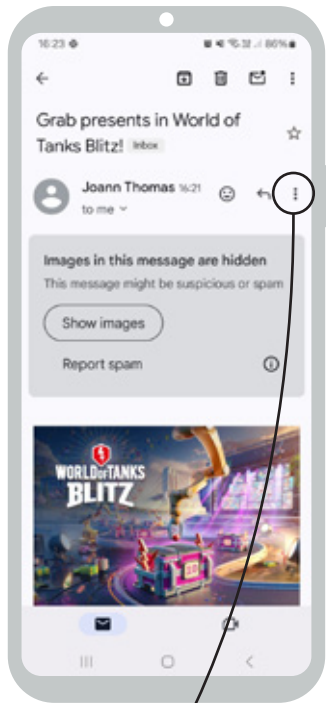 16:23
86%
Grab presents in World of
Tanks Blitz! Inbox
Joann Thomas 16:21
to me
Images in this message are hidden
This message might be suspicious or spam
Show images
Report spam
WORLD OF TANKS
BLITZ